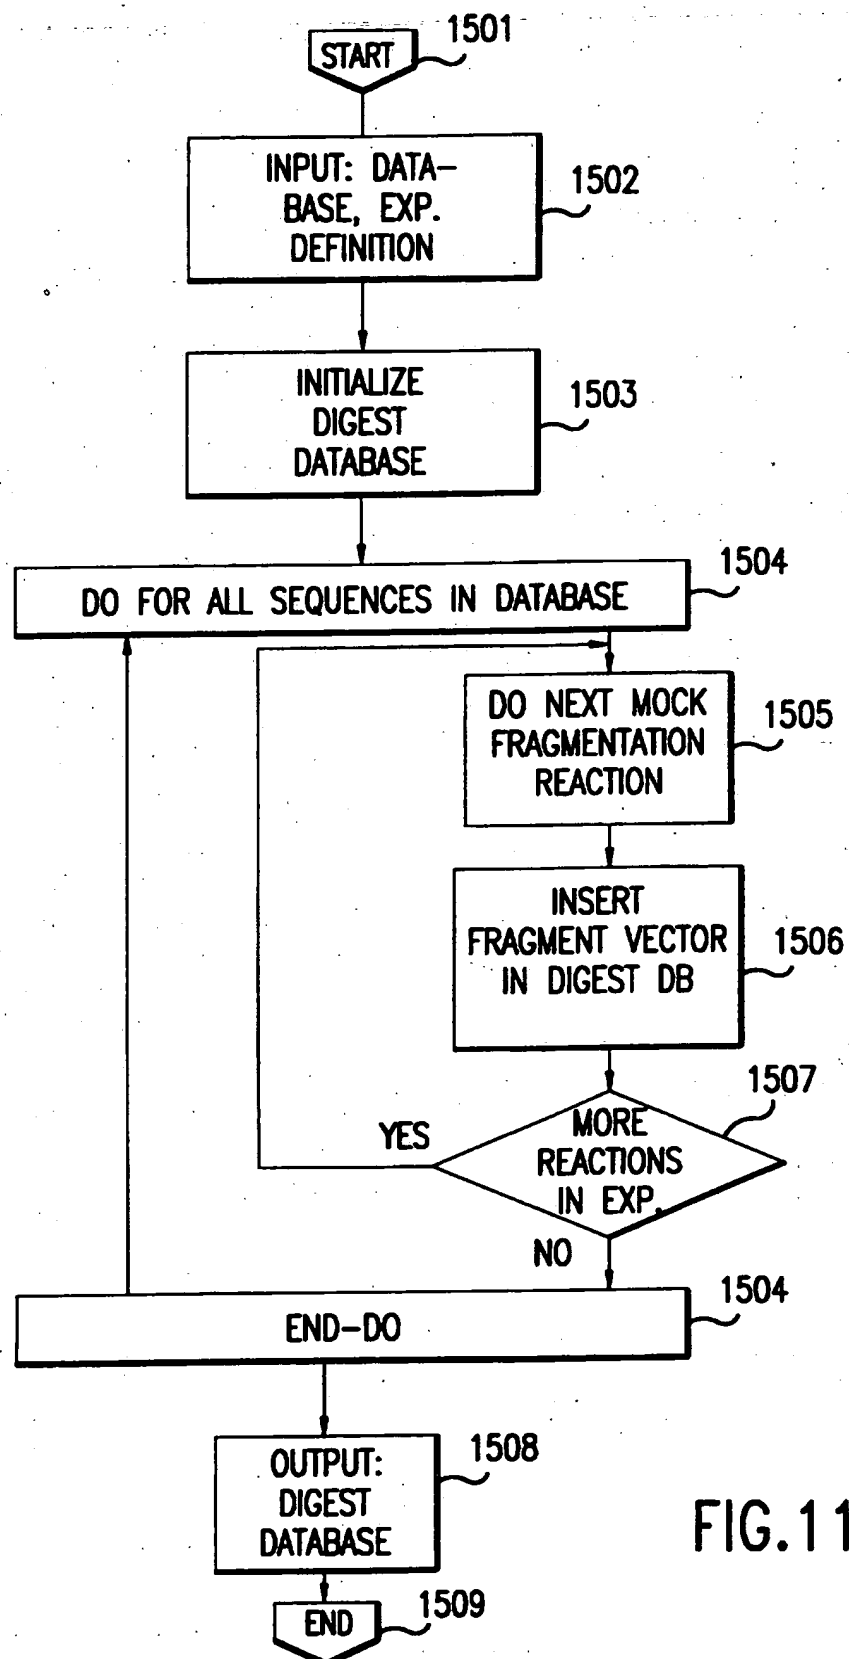 START
1501
INPUT: DATA-
BASE, EXP.
DEFINITION
1502
INITIALIZE
DIGEST
DATABASE
1503
DO FOR ALL SEQUENCES IN DATABASE
1504
DO NEXT MOCK
FRAGMENTATION
REACTION
1505
INSERT
FRAGMENT VECTOR
IN DIGEST DB
1506
MORE
REACTIONS
IN EXP.
1507
YES
NO
END-DO
1504
OUTPUT:
DIGEST
DATABASE
1508
END
1509
FIG.11